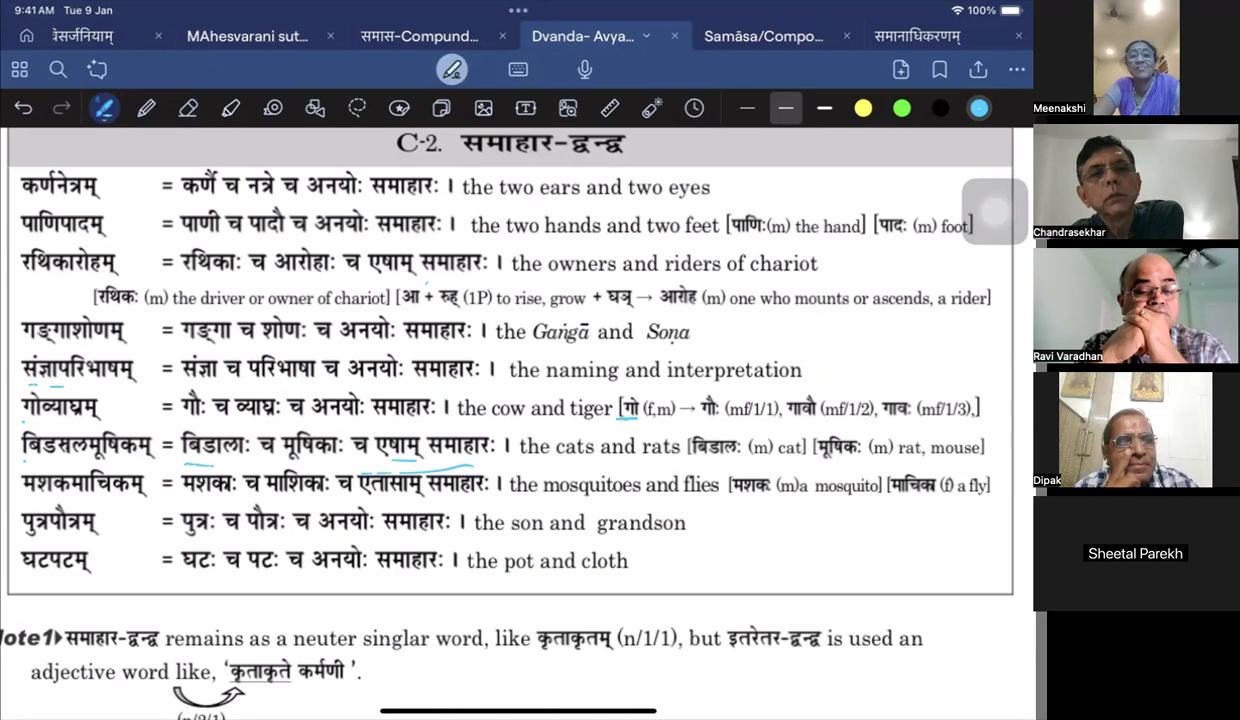 9:41 AM Tue 9 Jan
100%
वेसर्जनियाम्
MAhesvarani sut...
समास-Compund...
Dvanda- Avya...
Samāsa/Compo...
समानाधिकरणम्
C-2. समाहार-द्वन्द्व
कर्णनेत्रम् = कर्णै च नत्रे च अनयोः समाहारः । the two ears and two eyes
पाणिपादम् = पाणी च पादौ च अनयोः समाहारः । the two hands and two feet [पाणिः(m) the hand] [पादः (m) foot]
रथिकारोहम् = रथिकाः च आरोहाः च एषाम् समाहारः । the owners and riders of chariot
[रथिकः (m) the driver or owner of chariot] [आ + रुह् (1P) to rise, grow + घञ् → आरोह (m) one who mounts or ascends, a rider]
गङ्गाशोणम् = गङ्गा च शोणः च अनयोः समाहारः । the Gaṅgā and Soṇa
संज्ञापरिभाषम् = संज्ञा च परिभाषा च अनयोः समाहारः । the naming and interpretation
गोव्याघ्रम् = गौः च व्याघ्रः च अनयोः समाहारः । the cow and tiger [गो (f,m) → गौः (mf/1/1), गावौ (mf/1/2), गावः (mf/1/3),]
बिडालमूषिकम् = बिडालाः च मूषिकाः च एषाम् समाहारः । the cats and rats [बिडालः (m) cat] [मूषिकः (m) rat, mouse]
मशकमाचिकम् = मशकाः च माशिकाः च एतासाम् समाहारः । the mosquitoes and flies [मशकः (m)a mosquito] [माचिका (f) a fly]
पुत्रपौत्रम् = पुत्रः च पौत्रः च अनयोः समाहारः । the son and grandson
घटपटम् = घटः च पटः च अनयोः समाहारः । the pot and cloth
lote1 समाहार-द्वन्द्व remains as a neuter singlar word, like कृताकृतम् (n/1/1), but इतरेतर-द्वन्द्व is used an
adjective word like, 'कृताकृते कर्मणी'.
(n/2/1)
Meenakshi
Chandrasekhar
Ravi Varadhan
Dipak
Sheetal Parekh